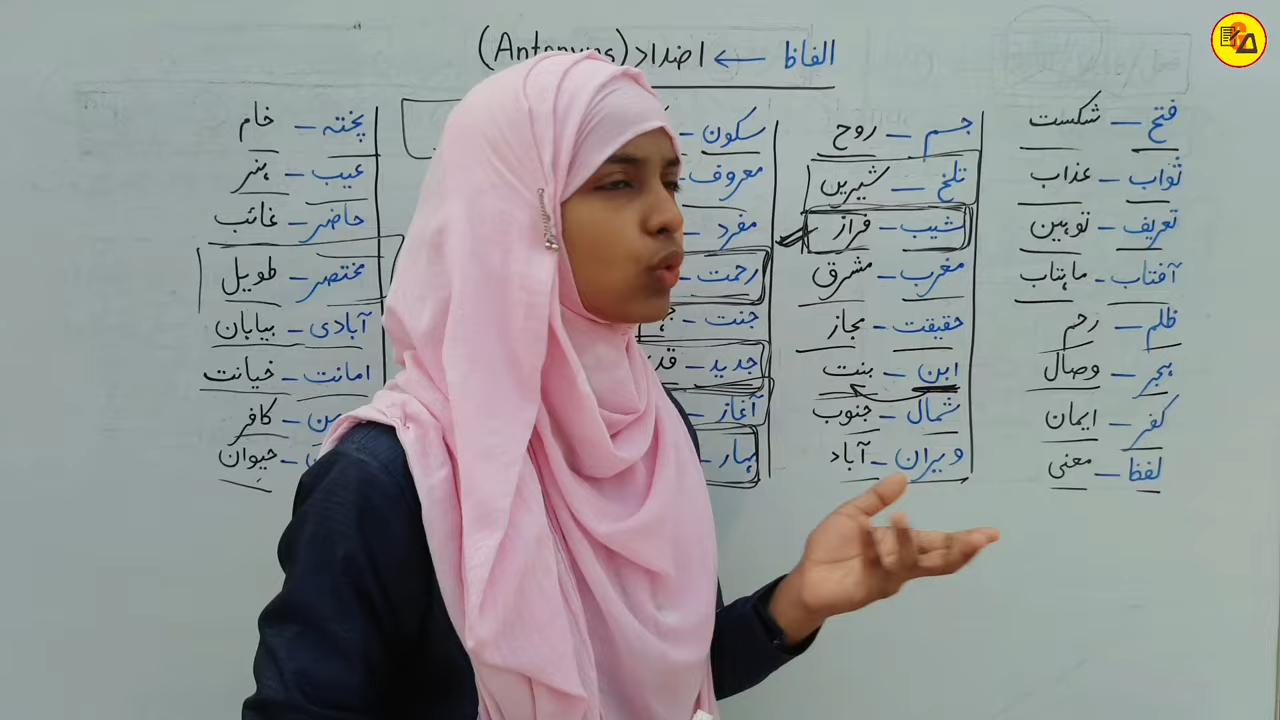 الفاظ ← اضداد (Antonyms)
فتح – شکست
ثواب – عذاب
تعریف – توہین
آفتاب – ماہتاب
ظلم – رحم
ہجر – وصال
کفر – ایمان
لفظ – معنی
جسم – روح
تلخ – شیریں
شیب – فراز
مغرب – مشرق
حقیقت – مجاز
ابن – بنت
شمال – جنوب
ویران – آباد
سکون –
معروف –
مفرد –
رحمت –
جنت –
جدید –
آغاز –
بہار –
پختہ – خام
عیب – ہنر
حاضر – غائب
مختصر – طویل
آبادی – بیابان
امانت – خیانت
– کافر
– حیوان